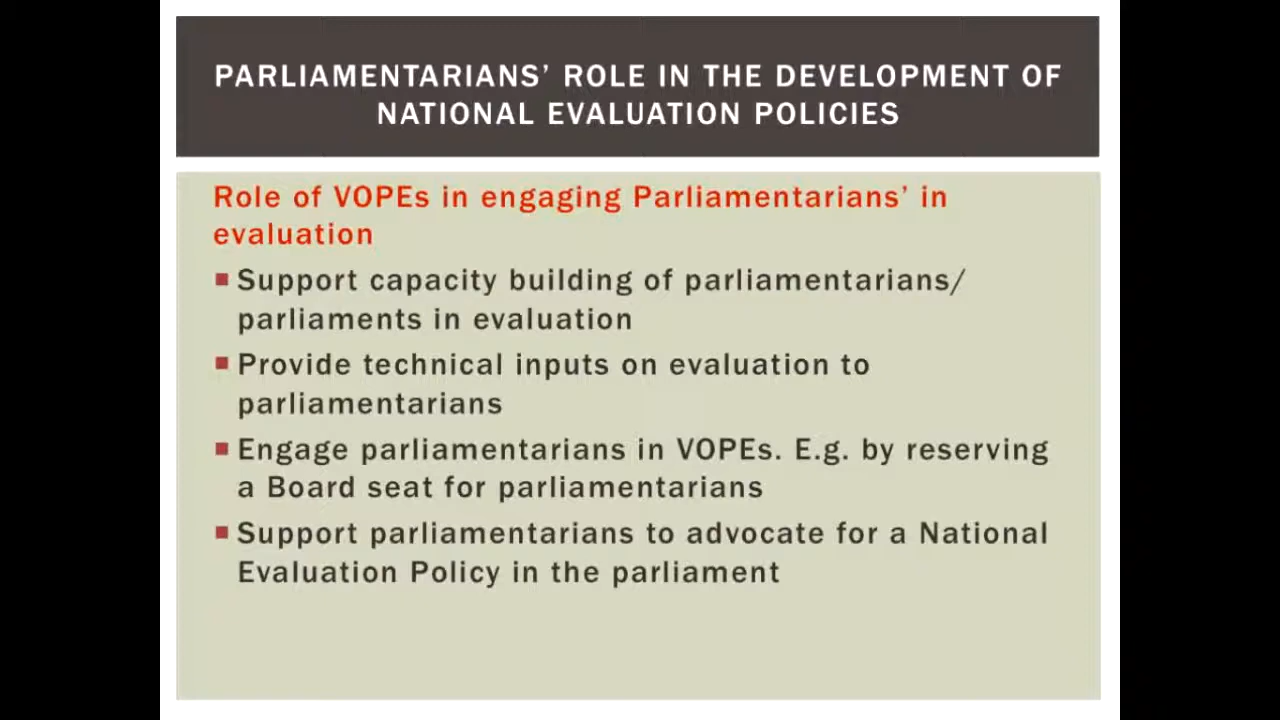 PARLIAMENTARIANS’ ROLE IN THE DEVELOPMENT OF
NATIONAL EVALUATION POLICIES
Role of VOPEs in engaging Parliamentarians’ in
evaluation
Support capacity building of parliamentarians/
parliaments in evaluation
Provide technical inputs on evaluation to
parliamentarians
Engage parliamentarians in VOPEs. E.g. by reserving
a Board seat for parliamentarians
Support parliamentarians to advocate for a National
Evaluation Policy in the parliament